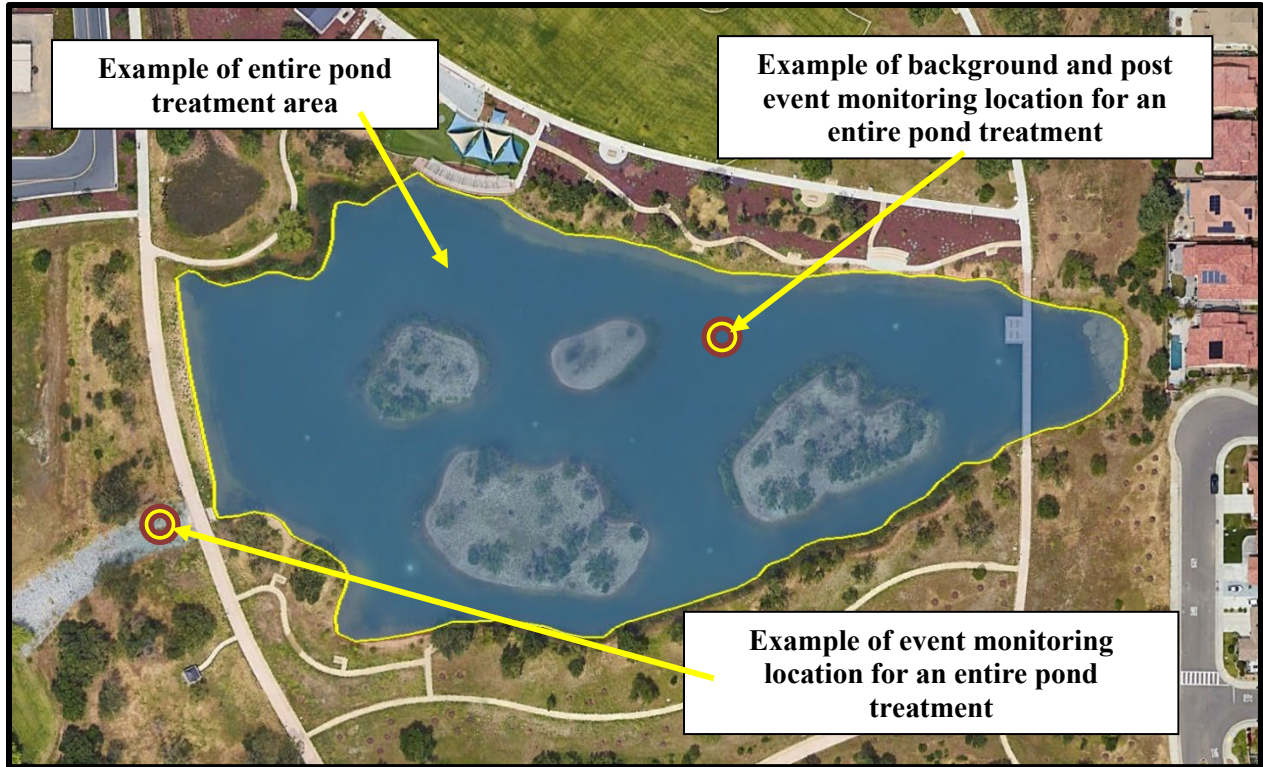 Example of entire pond
treatment area
Example of background and post
event monitoring location for an
entire pond treatment
Example of event monitoring
location for an entire pond
treatment